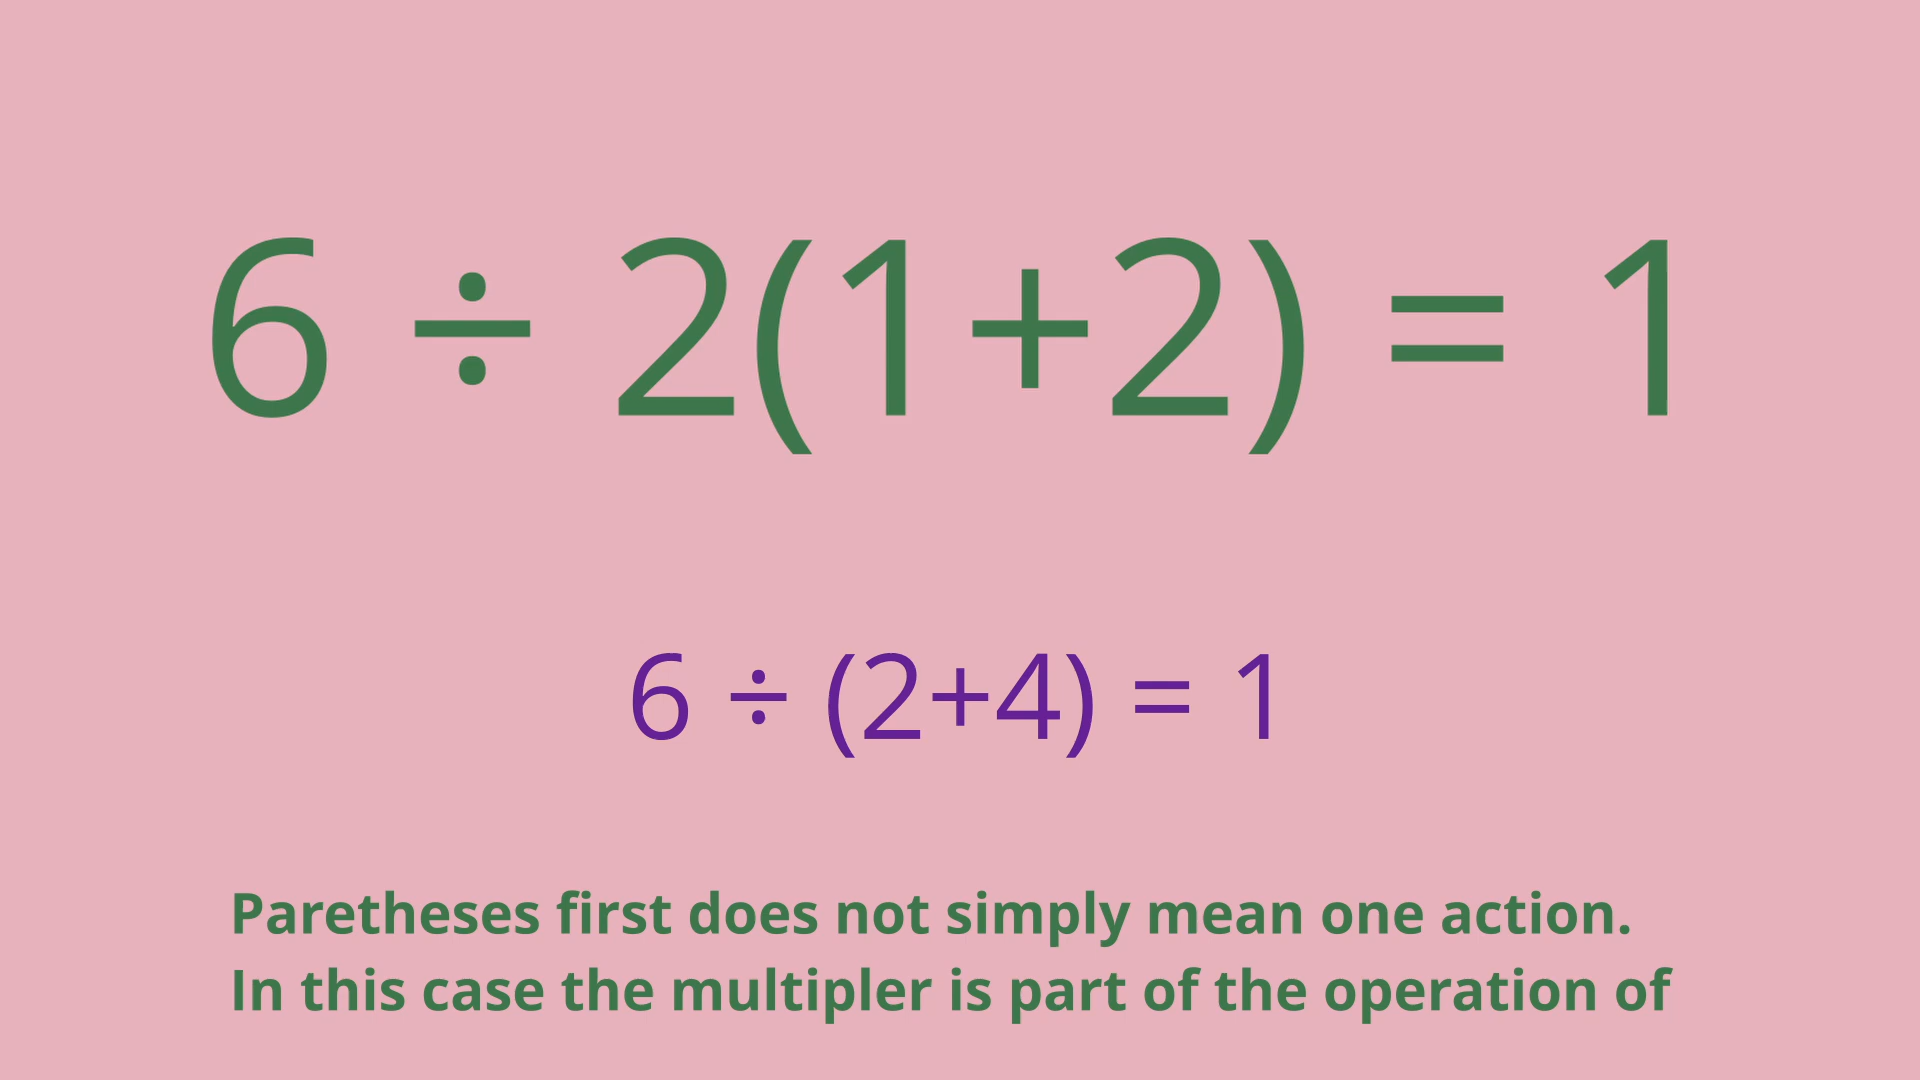 6 ÷ 2(1+2) = 1
6 ÷ (2+4) = 1
Paretheses first does not simply mean one action.
In this case the multipler is part of the operation of